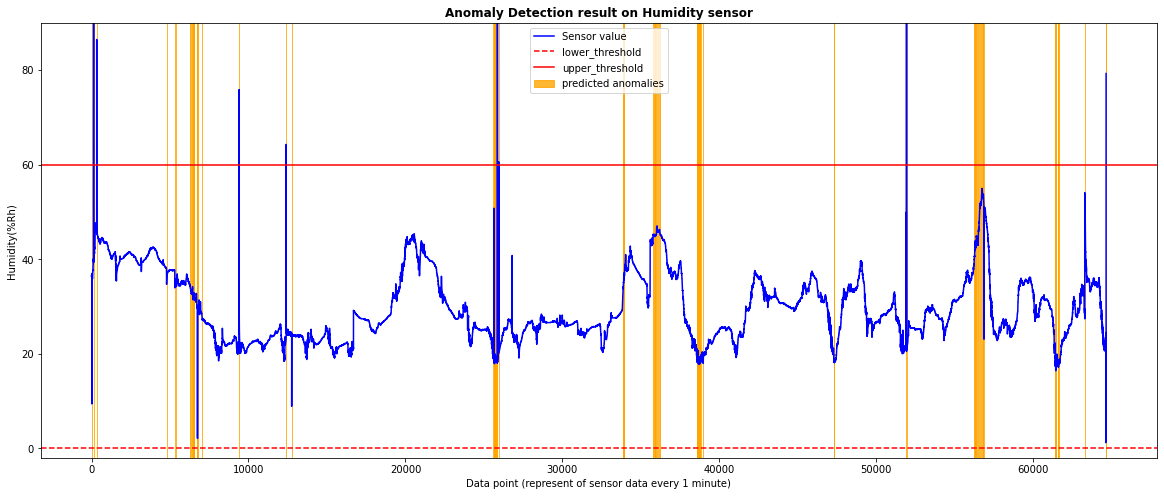 Anomaly Detection result on Humidity sensor
Sensor value
lower_threshold
upper_threshold
predicted anomalies
80
60
40
20
0
Humidity(%Rh)
0 10000 20000 30000 40000 50000 60000
Data point (represent of sensor data every 1 minute)